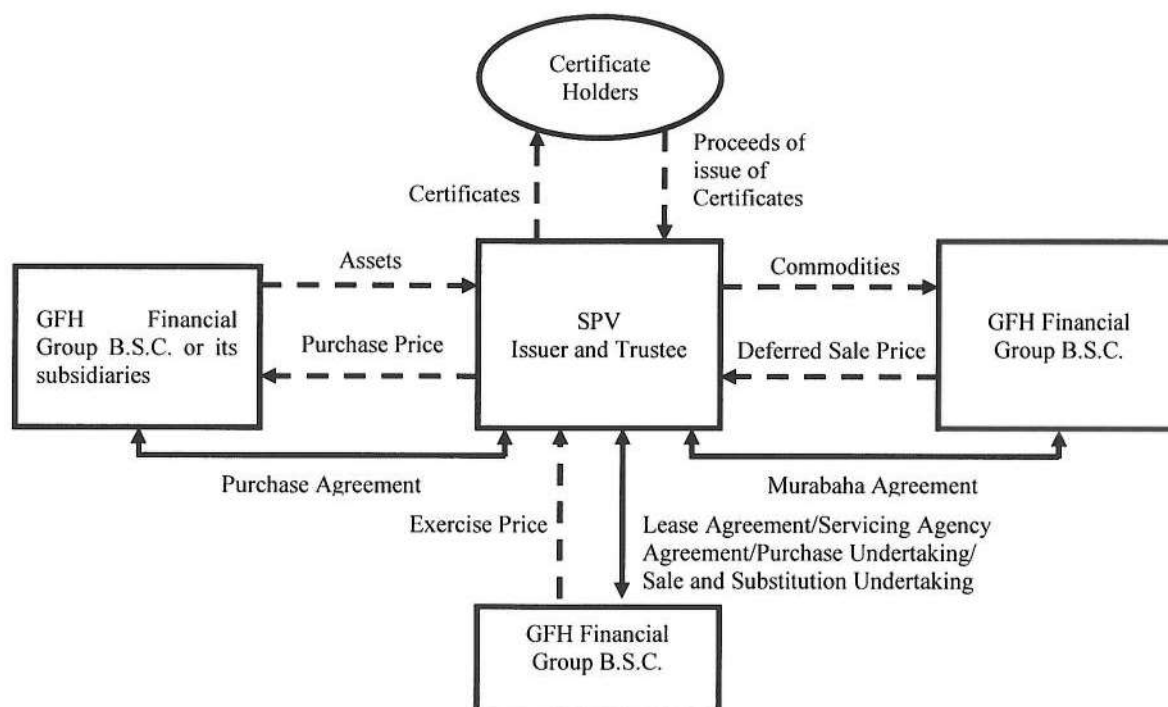 Certificate
Holders
Certificates
Proceeds of
issue of
Certificates
Assets
Commodities
GFH Financial
Group B.S.C. or its
subsidiaries
SPV
Issuer and Trustee
GFH Financial
Group B.S.C.
Purchase Price
Deferred Sale Price
Purchase Agreement
Murabaha Agreement
Exercise Price
Lease Agreement/Servicing Agency
Agreement/Purchase Undertaking/
Sale and Substitution Undertaking
GFH Financial
Group B.S.C.